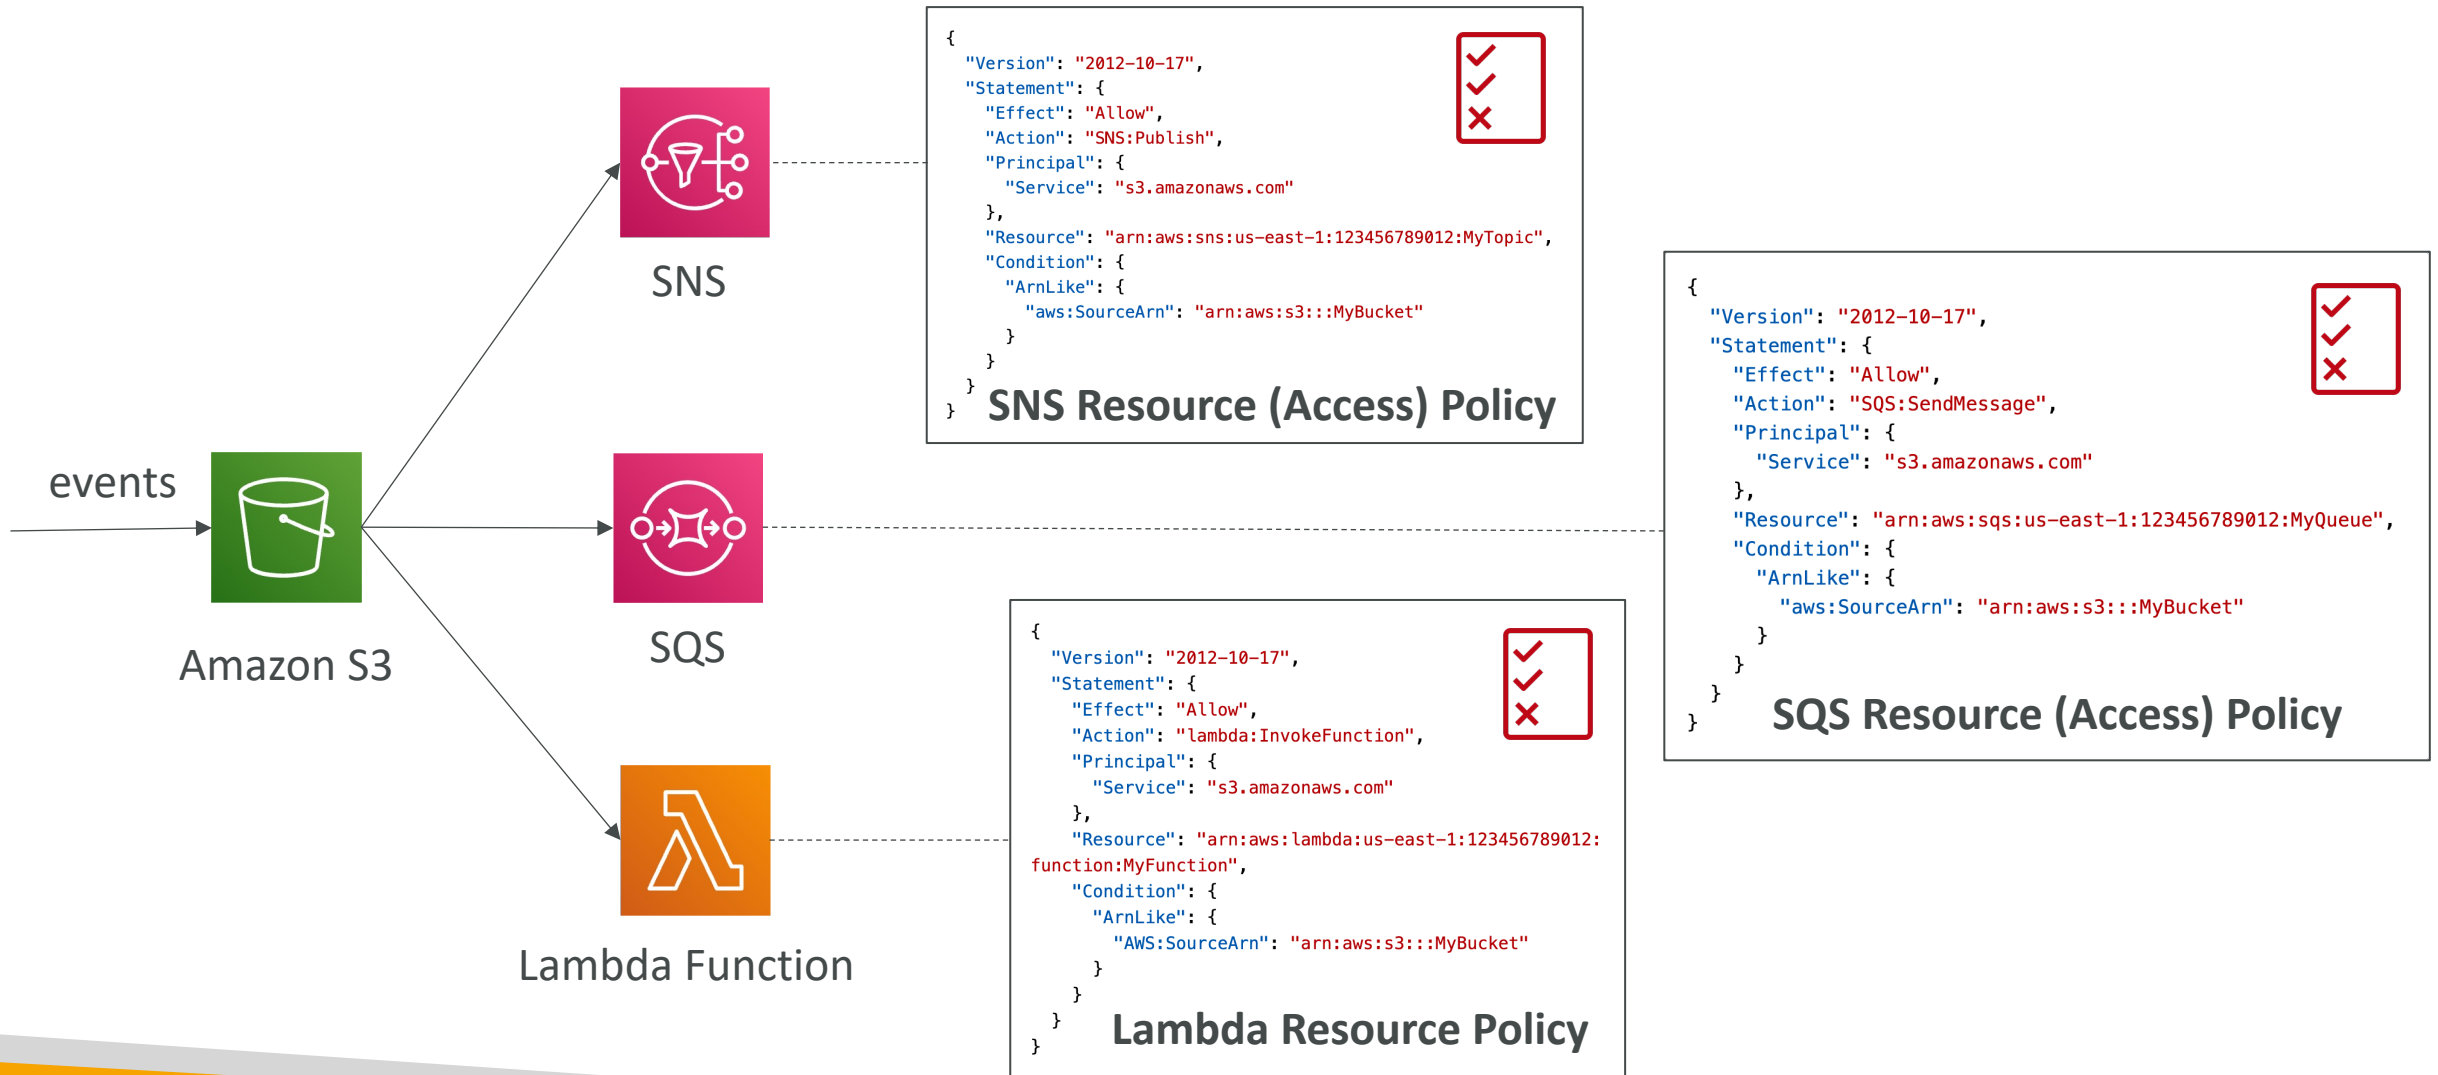 events
Amazon S3
SNS
SQS
Lambda Function
{
"Version": "2012-10-17",
"Statement": {
"Effect": "Allow",
"Action": "SNS:Publish",
"Principal": {
"Service": "s3.amazonaws.com"
},
"Resource": "arn:aws:sns:us-east-1:123456789012:MyTopic",
"Condition": {
"ArnLike": {
"aws:SourceArn": "arn:aws:s3:::MyBucket"
}
}
}
}
SNS Resource (Access) Policy
{
"Version": "2012-10-17",
"Statement": {
"Effect": "Allow",
"Action": "SQS:SendMessage",
"Principal": {
"Service": "s3.amazonaws.com"
},
"Resource": "arn:aws:sqs:us-east-1:123456789012:MyQueue",
"Condition": {
"ArnLike": {
"aws:SourceArn": "arn:aws:s3:::MyBucket"
}
}
}
}
SQS Resource (Access) Policy
{
"Version": "2012-10-17",
"Statement": {
"Effect": "Allow",
"Action": "lambda:InvokeFunction",
"Principal": {
"Service": "s3.amazonaws.com"
},
"Resource": "arn:aws:lambda:us-east-1:123456789012:
function:MyFunction",
"Condition": {
"ArnLike": {
"AWS:SourceArn": "arn:aws:s3:::MyBucket"
}
}
}
}
Lambda Resource Policy